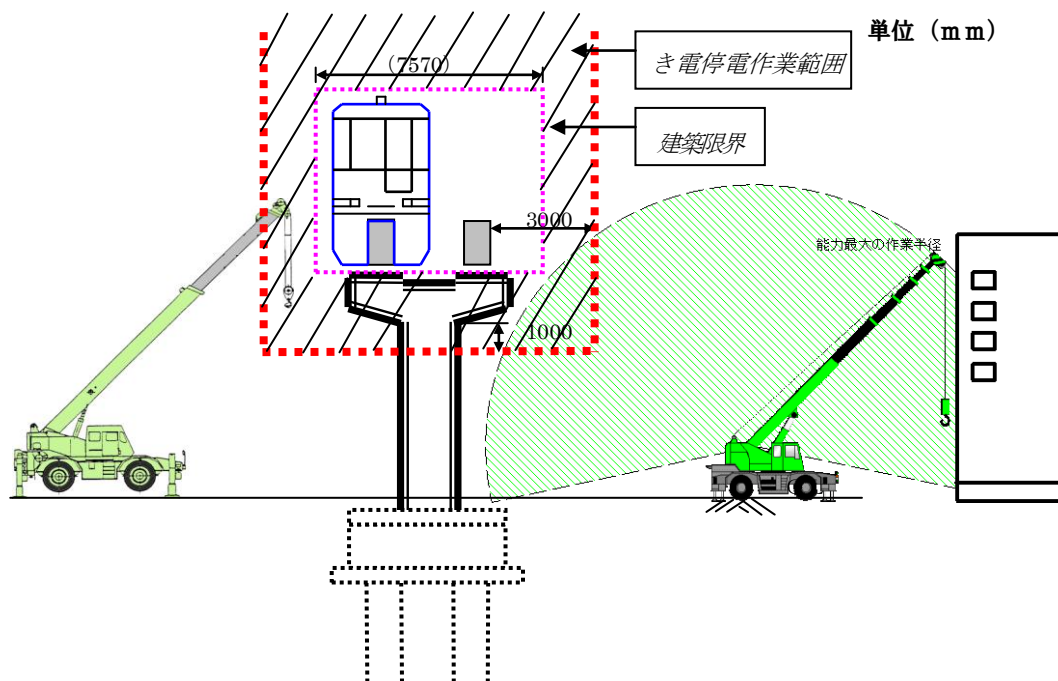 単位（ｍｍ）
き電停電作業範囲
（7570）
建築限界
3000
能力最大の作業半径
1000